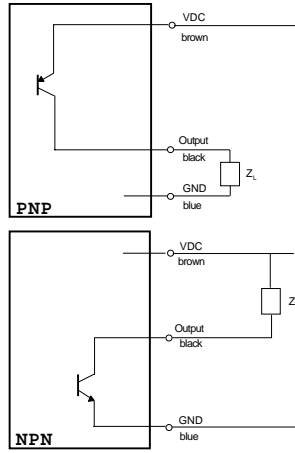 VDC
brown
Output
black
Z_L
GND
blue
PNP
VDC
brown
Z
Output
black
GND
blue
NPN